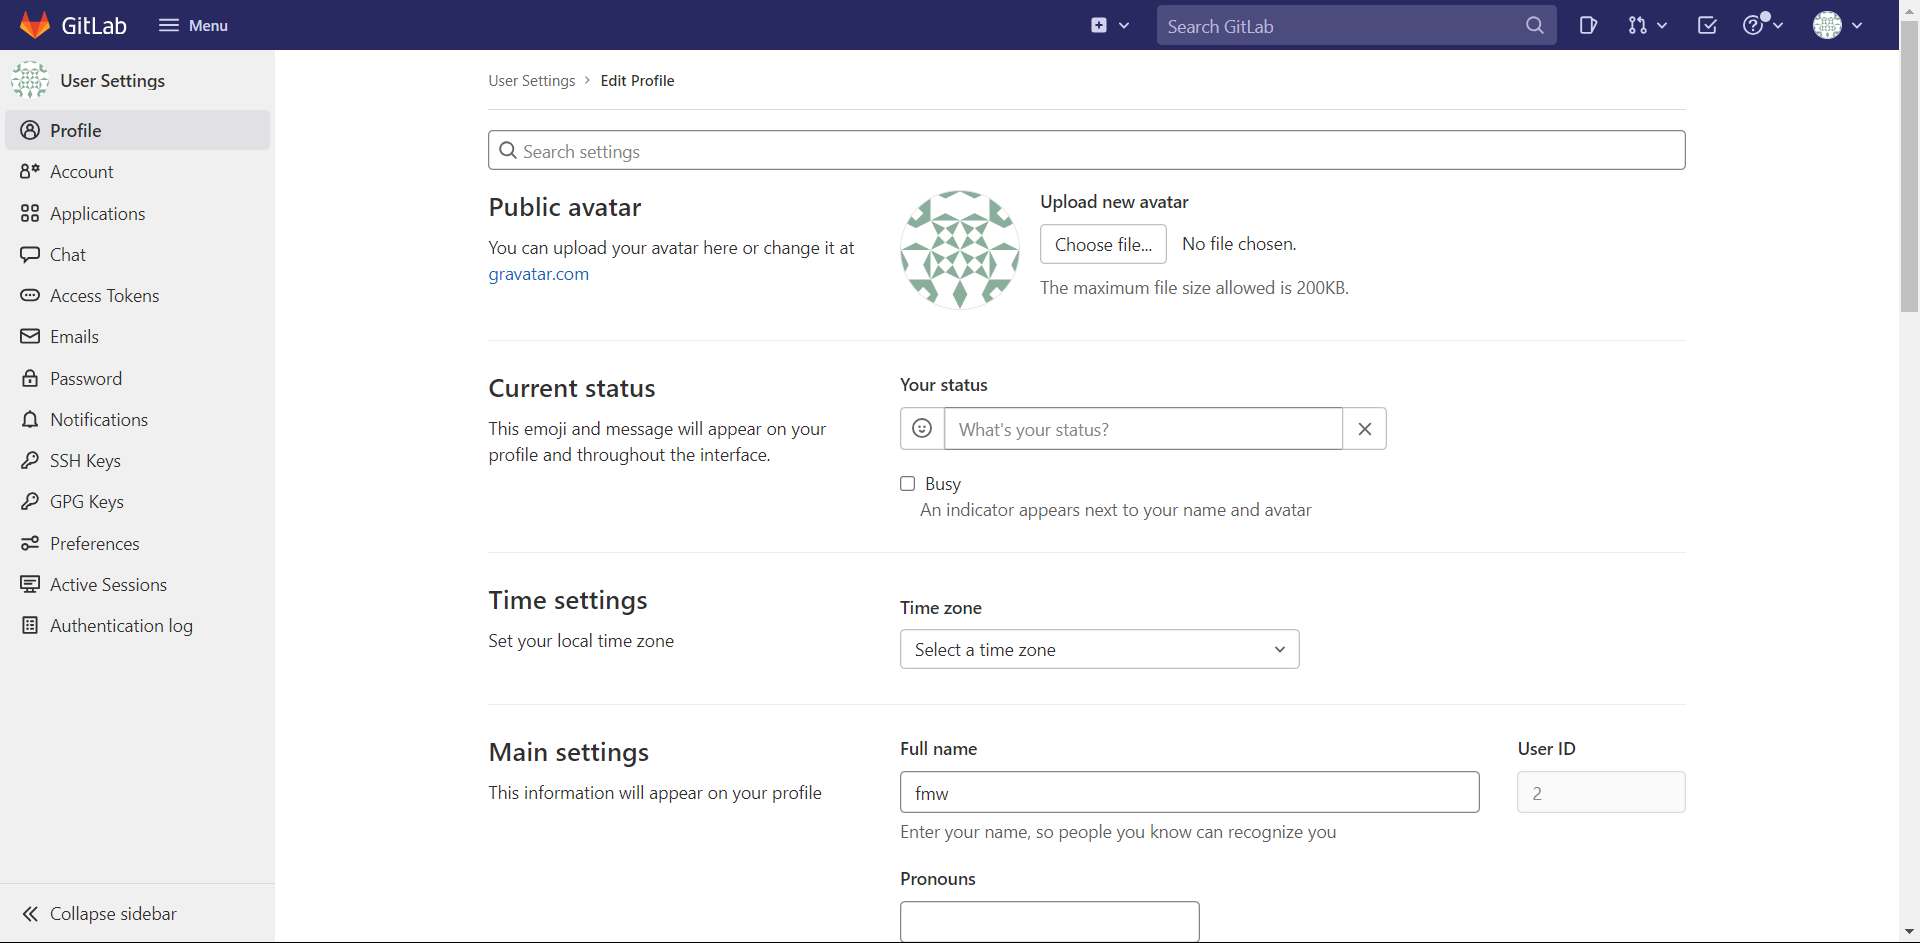 GitLab
Menu
Search GitLab
User Settings
Profile
Account
Applications
Chat
Access Tokens
Emails
Password
Notifications
SSH Keys
GPG Keys
Preferences
Active Sessions
Authentication log
Collapse sidebar
User Settings > Edit Profile
Search settings
Public avatar
You can upload your avatar here or change it at
gravatar.com
Upload new avatar
Choose file... No file chosen.
The maximum file size allowed is 200KB.
Current status
This emoji and message will appear on your
profile and throughout the interface.
Your status
What's your status?
Busy
An indicator appears next to your name and avatar
Time settings
Set your local time zone
Time zone
Select a time zone
Main settings
This information will appear on your profile
Full name
fmw
Enter your name, so people you know can recognize you
User ID
2
Pronouns